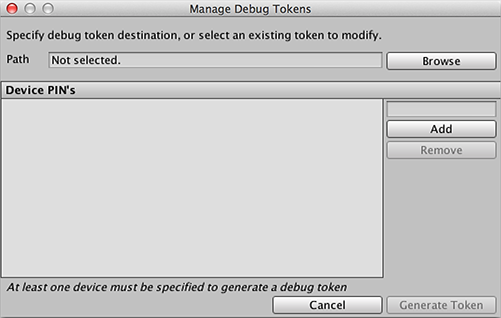 Manage Debug Tokens
Specify debug token destination, or select an existing token to modify.
Path Not selected. Browse
Device PIN's
Add
Remove
At least one device must be specified to generate a debug token
Cancel Generate Token